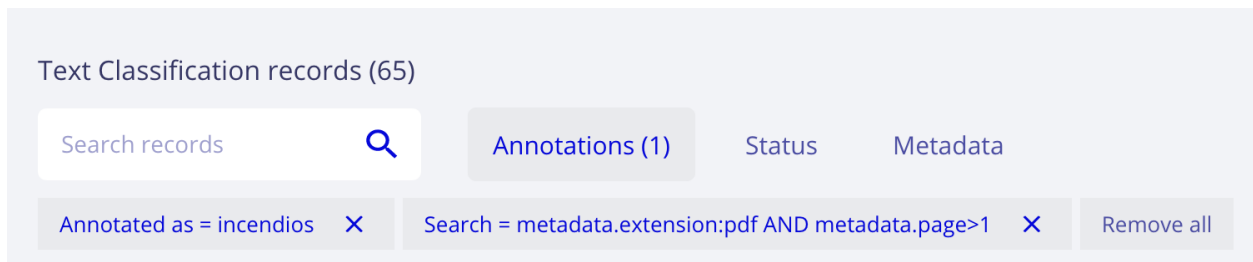 Text Classification records (65)
Search records Annotations (1) Status Metadata
Annotated as = incendios Search = metadata.extension:pdf AND metadata.page>1 Remove all